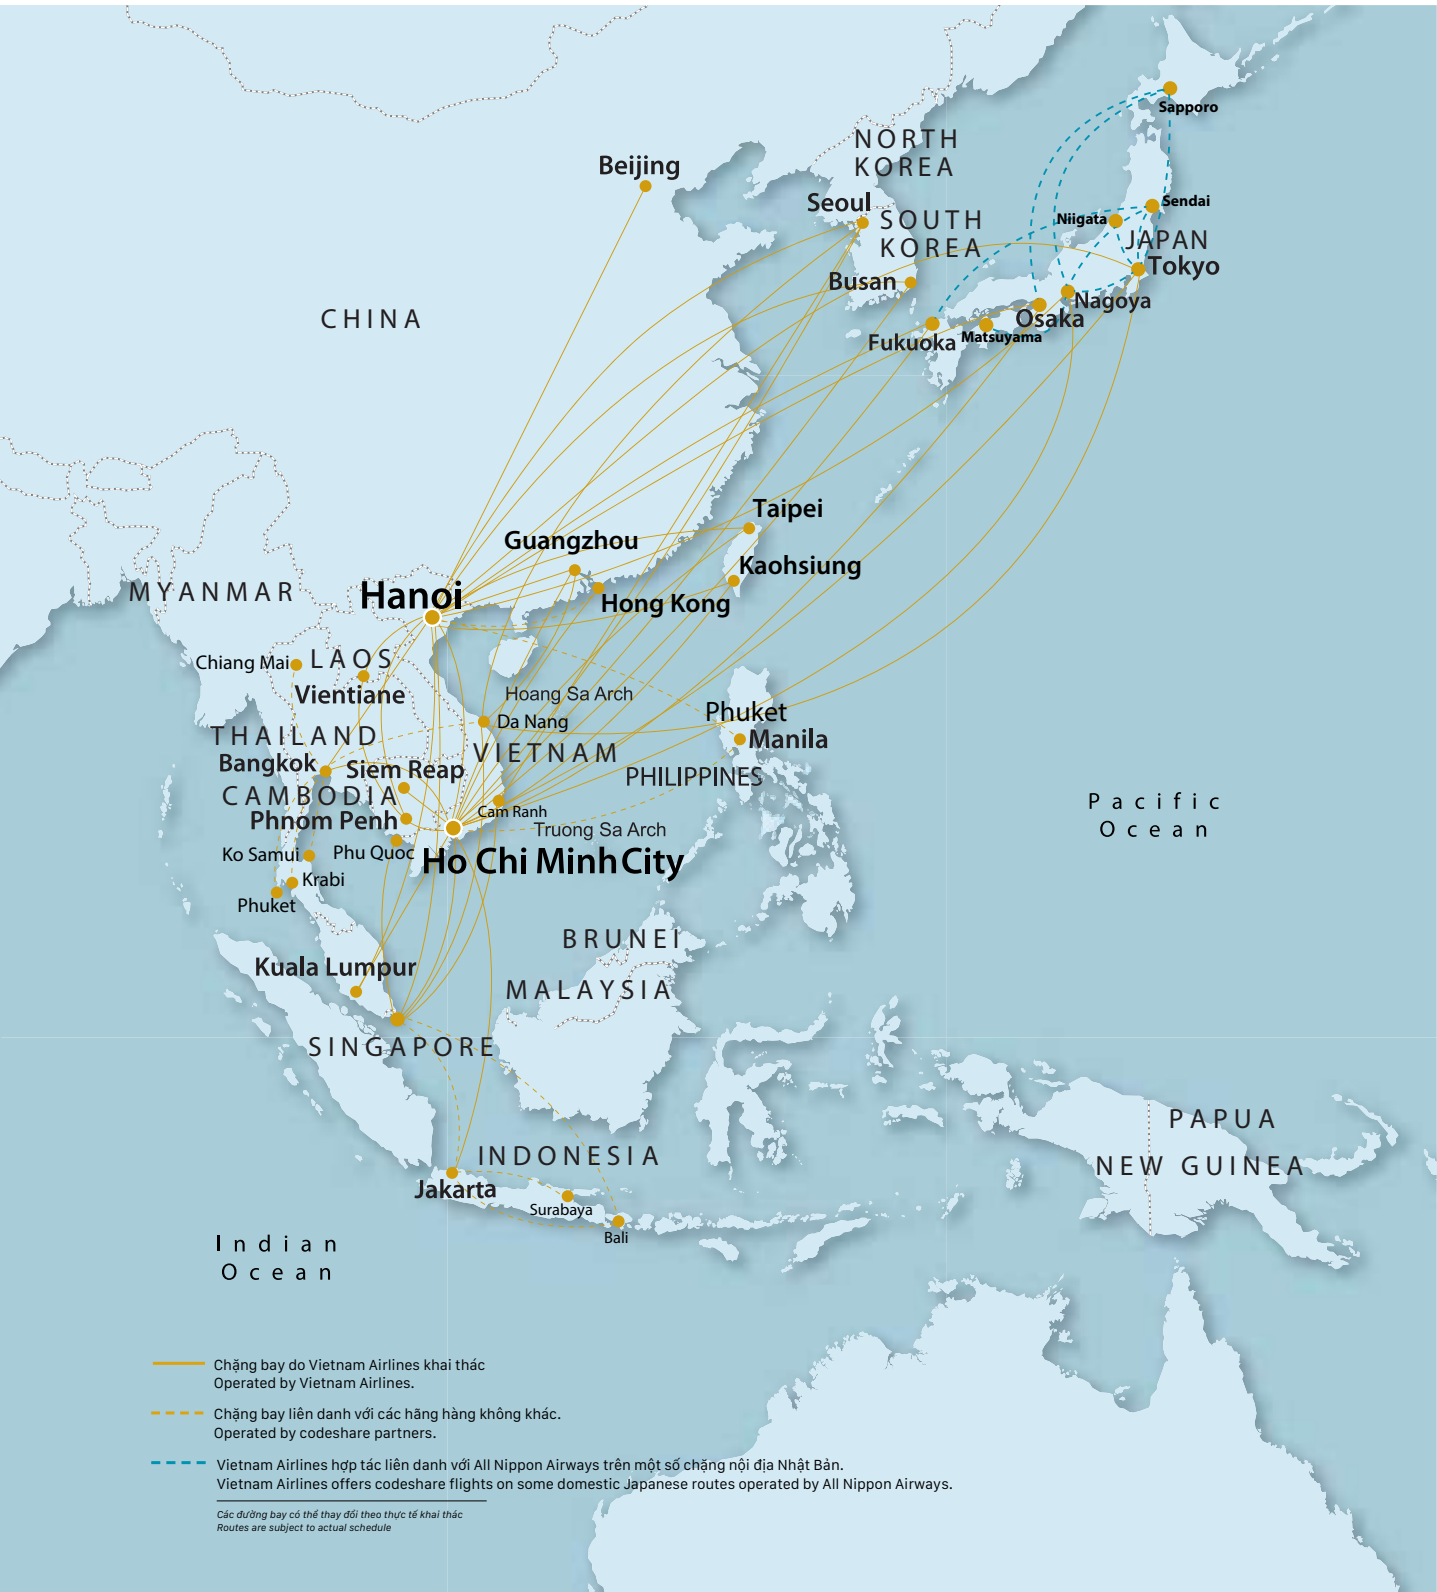 Sapporo
NORTH
KOREA
Beijing
Seoul
SOUTH
KOREA
Sendai
Niigata
JAPAN
Tokyo
Busan
Nagoya
Osaka
CHINA
Fukuoka
Matsuyama
Taipei
Guangzhou
Kaohsiung
MYANMAR
Hanoi
Hong Kong
Chiang Mai
LAOS
Vientiane
Hoang Sa Arch
Da Nang
Phuket
Manila
THAILAND
VIETNAM
Bangkok
Siem Reap
PHILIPPINES
CAMBODIA
Phnom Penh
Cam Ranh
Truong Sa Arch
Pacific
Ocean
Ko Samui
Phu Quoc
Ho Chi Minh City
Krabi
Phuket
BRUNEI
Kuala Lumpur
MALAYSIA
SINGAPORE
PAPUA
NEW GUINEA
INDONESIA
Jakarta
Surabaya
Bali
Indian
Ocean
Chặng bay do Vietnam Airlines khai thác
Operated by Vietnam Airlines.
Chặng bay liên danh với các hãng hàng không khác.
Operated by codeshare partners.
Vietnam Airlines hợp tác liên danh với All Nippon Airways trên một số chặng nội địa Nhật Bản.
Vietnam Airlines offers codeshare flights on some domestic Japanese routes operated by All Nippon Airways.
Các đường bay có thể thay đổi theo thực tế khai thác
Routes are subject to actual schedule